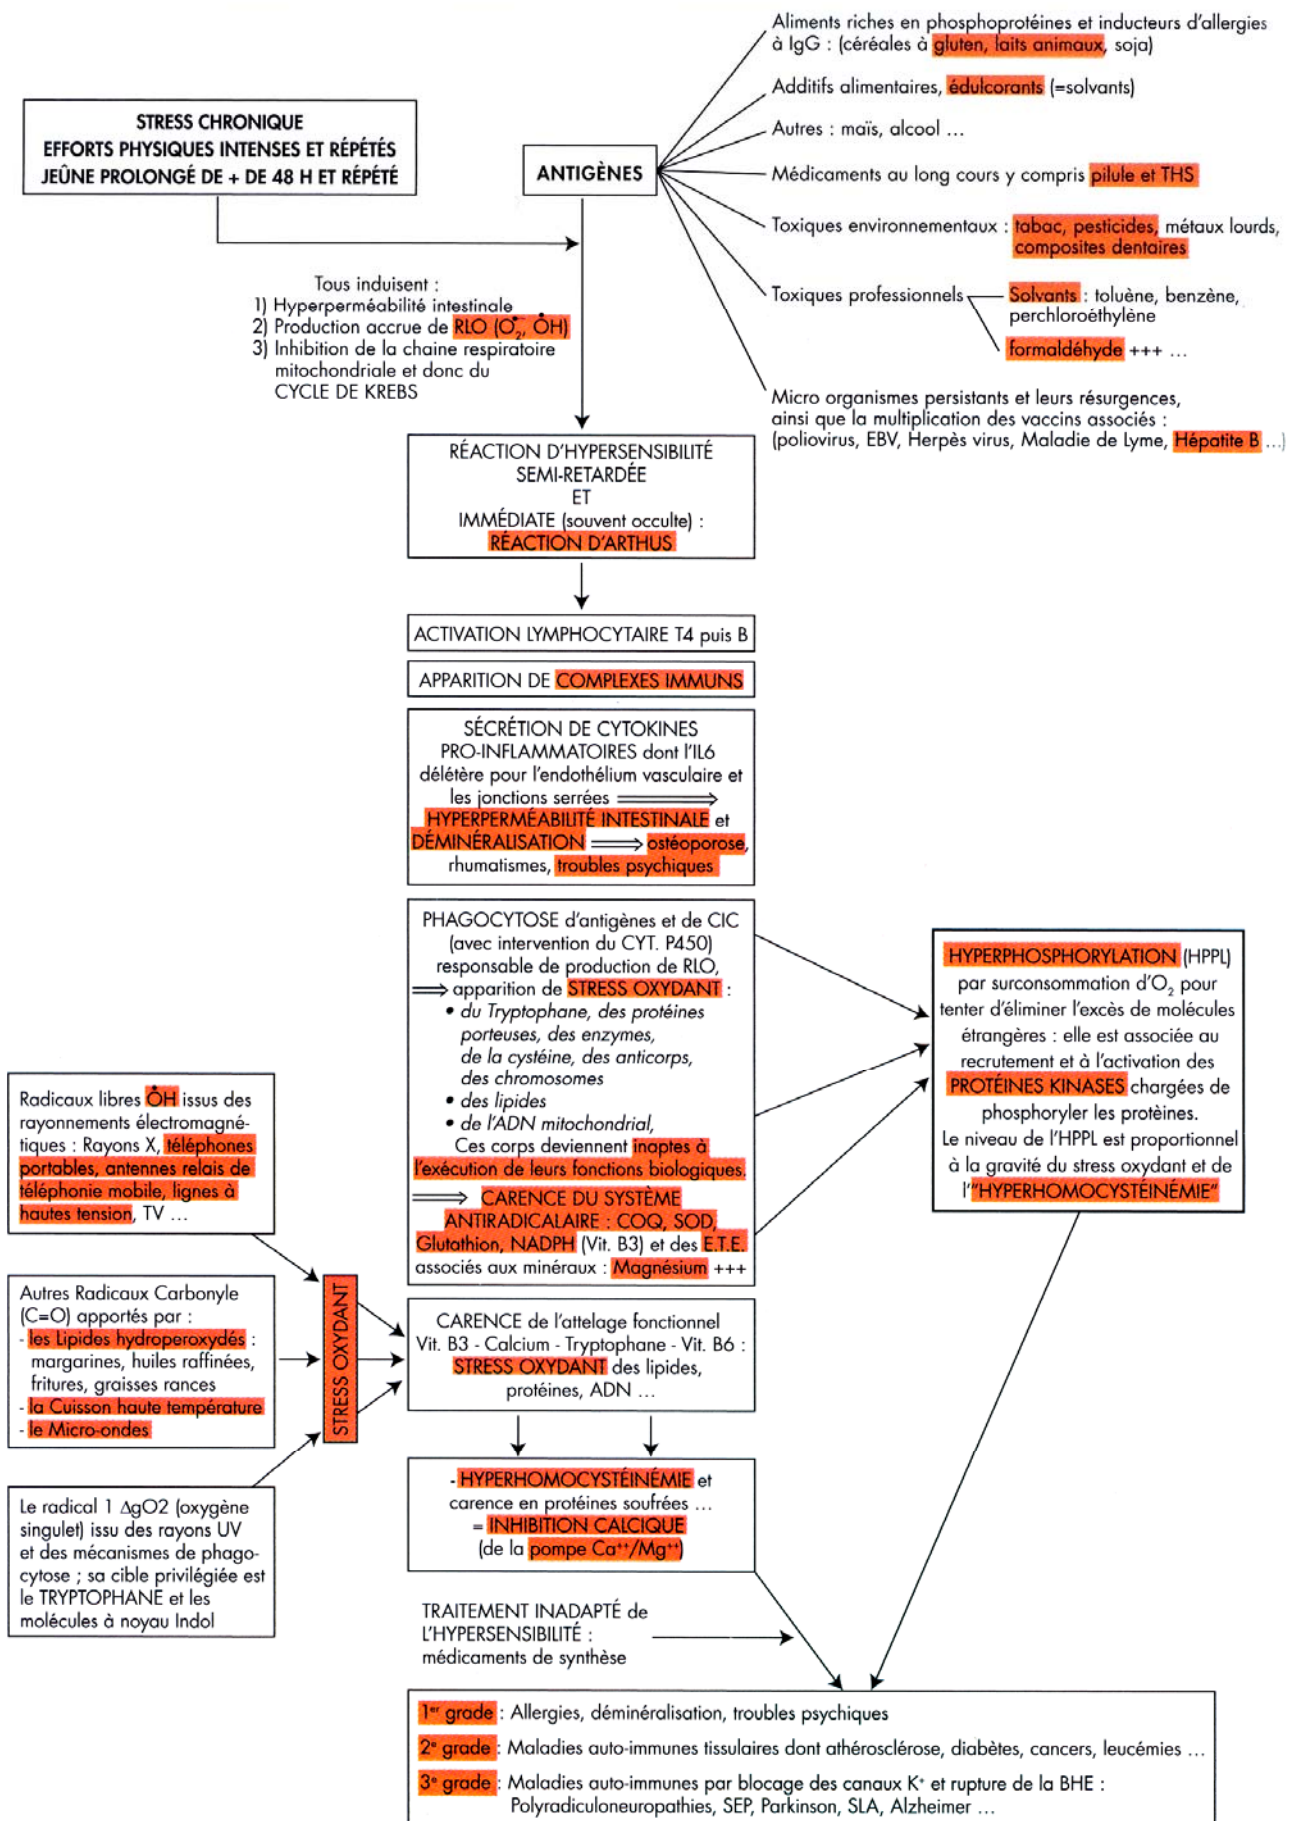 Aliments riches en phosphoprotéines et inducteurs d'allergies
à IgG : (céréales à gluten, laits animaux, soja)
Additifs alimentaires, édulcorants (=solvants)
Autres : maïs, alcool ...
Médicaments au long cours y compris pilule et THS
Toxiques environnementaux : tabac, pesticides, métaux lourds,
composites dentaires
Toxiques professionnels
Solvants : toluène, benzène,
perchloroéthylène
formaldéhyde +++ ...
Micro organismes persistants et leurs résurgences,
ainsi que la multiplication des vaccins associés :
(poliovirus, EBV, Herpès virus, Maladie de Lyme, Hépatite B ...)
STRESS CHRONIQUE
EFFORTS PHYSIQUES INTENSES ET RÉPÉTÉS
JEÛNE PROLONGÉ DE + DE 48 H ET RÉPÉTÉ
ANTIGÈNES
Tous induisent :
1) Hyperperméabilité intestinale
2) Production accrue de RLO (O̊₂, O̊H)
3) Inhibition de la chaine respiratoire
mitochondriale et donc du
CYCLE DE KREBS
RÉACTION D'HYPERSENSIBILITÉ
SEMI-RETARDÉE
ET
IMMÉDIATE (souvent occulte) :
RÉACTION D'ARTHUS
ACTIVATION LYMPHOCYTAIRE T4 puis B
APPARITION DE COMPLEXES IMMUNS
SÉCRÉTION DE CYTOKINES
PRO-INFLAMMATOIRES dont l'IL6
délétère pour l'endothélium vasculaire et
les jonctions serrées ⟹
HYPERPERMÉABILITÉ INTESTINALE et
DÉMINÉRALISATION ⟹ ostéoporose,
rhumatismes, troubles psychiques
PHAGOCYTOSE d'antigènes et de CIC
(avec intervention du CYT. P450)
responsable de production de RLO,
⟹ apparition de STRESS OXYDANT :
• du Tryptophane, des protéines
porteuses, des enzymes,
de la cystéine, des anticorps,
des chromosomes
• des lipides
• de l'ADN mitochondrial,
Ces corps deviennent inaptes à
l'exécution de leurs fonctions biologiques.
⟹ CARENCE DU SYSTÈME
ANTIRADICALAIRE : COQ, SOD,
Glutathion, NADPH (Vit. B3) et des E.T.E.
associés aux minéraux : Magnésium +++
HYPERPHOSPHORYLATION (HPPL)
par surconsommation d'O₂ pour
tenter d'éliminer l'excès de molécules
étrangères : elle est associée au
recrutement et à l'activation des
PROTÉINES KINASES chargées de
phosphoryler les protéines.
Le niveau de l'HPPL est proportionnel
à la gravité du stress oxydant et de
l'"HYPERHOMOCYSTÉINÉMIE"
Radicaux libres O̊H issus des
rayonnements électromagné-
tiques : Rayons X, téléphones
portables, antennes relais de
téléphonie mobile, lignes à
hautes tension, TV ...
Autres Radicaux Carbonyle
(C=O) apportés par :
- les Lipides hydroperoxydés :
margarines, huiles raffinées,
fritures, graisses rances
- la Cuisson haute température
- le Micro-ondes
Le radical 1 ΔgO2 (oxygène
singulet) issu des rayons UV
et des mécanismes de phago-
cytose ; sa cible privilégiée est
le TRYPTOPHANE et les
molécules à noyau Indol
STRESS OXYDANT
CARENCE de l'attelage fonctionnel
Vit. B3 - Calcium - Tryptophane - Vit. B6 :
STRESS OXYDANT des lipides,
protéines, ADN ...
- HYPERHOMOCYSTÉINÉMIE et
carence en protéines soufrées ...
= INHIBITION CALCIQUE
(de la pompe Ca⁺⁺/Mg⁺⁺)
TRAITEMENT INADAPTÉ de
L'HYPERSENSIBILITÉ :
médicaments de synthèse
1er grade : Allergies, déminéralisation, troubles psychiques
2e grade : Maladies auto-immunes tissulaires dont athérosclérose, diabètes, cancers, leucémies ...
3e grade : Maladies auto-immunes par blocage des canaux K⁺ et rupture de la BHE :
Polyradiculoneuropathies, SEP, Parkinson, SLA, Alzheimer ...